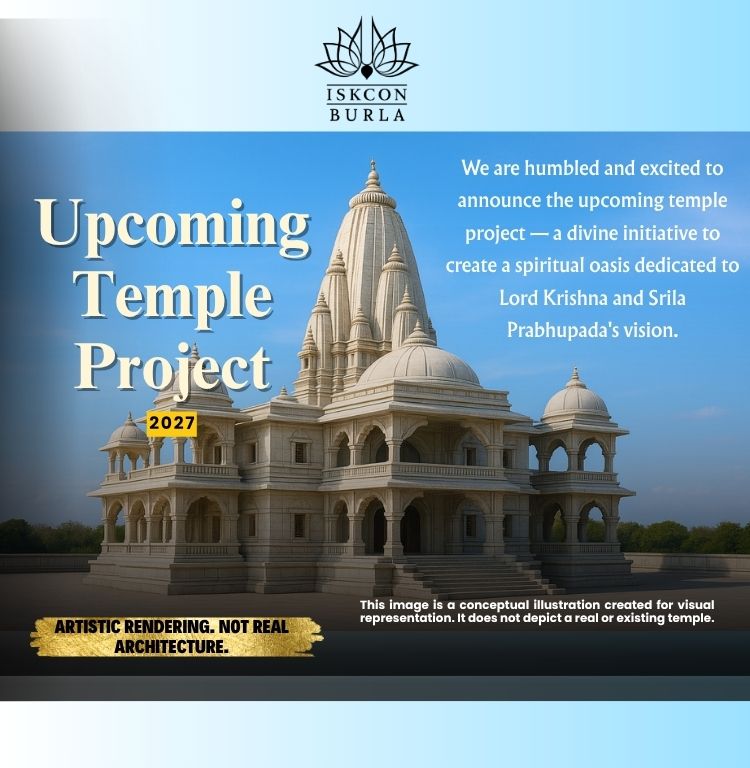 ISKCON
BURLA
Upcoming
Temple
Project
2027
We are humbled and excited to
announce the upcoming temple
project — a divine initiative to
create a spiritual oasis dedicated to
Lord Krishna and Srila
Prabhupada's vision.
ARTISTIC RENDERING. NOT REAL
ARCHITECTURE.
This image is a conceptual illustration created for visual
representation. It does not depict a real or existing temple.